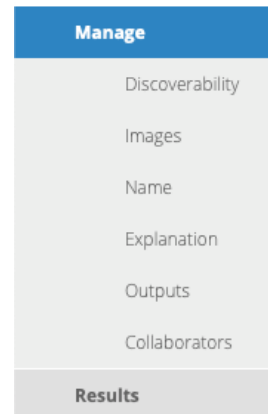 Manage
Discoverability
Images
Name
Explanation
Outputs
Collaborators
Results